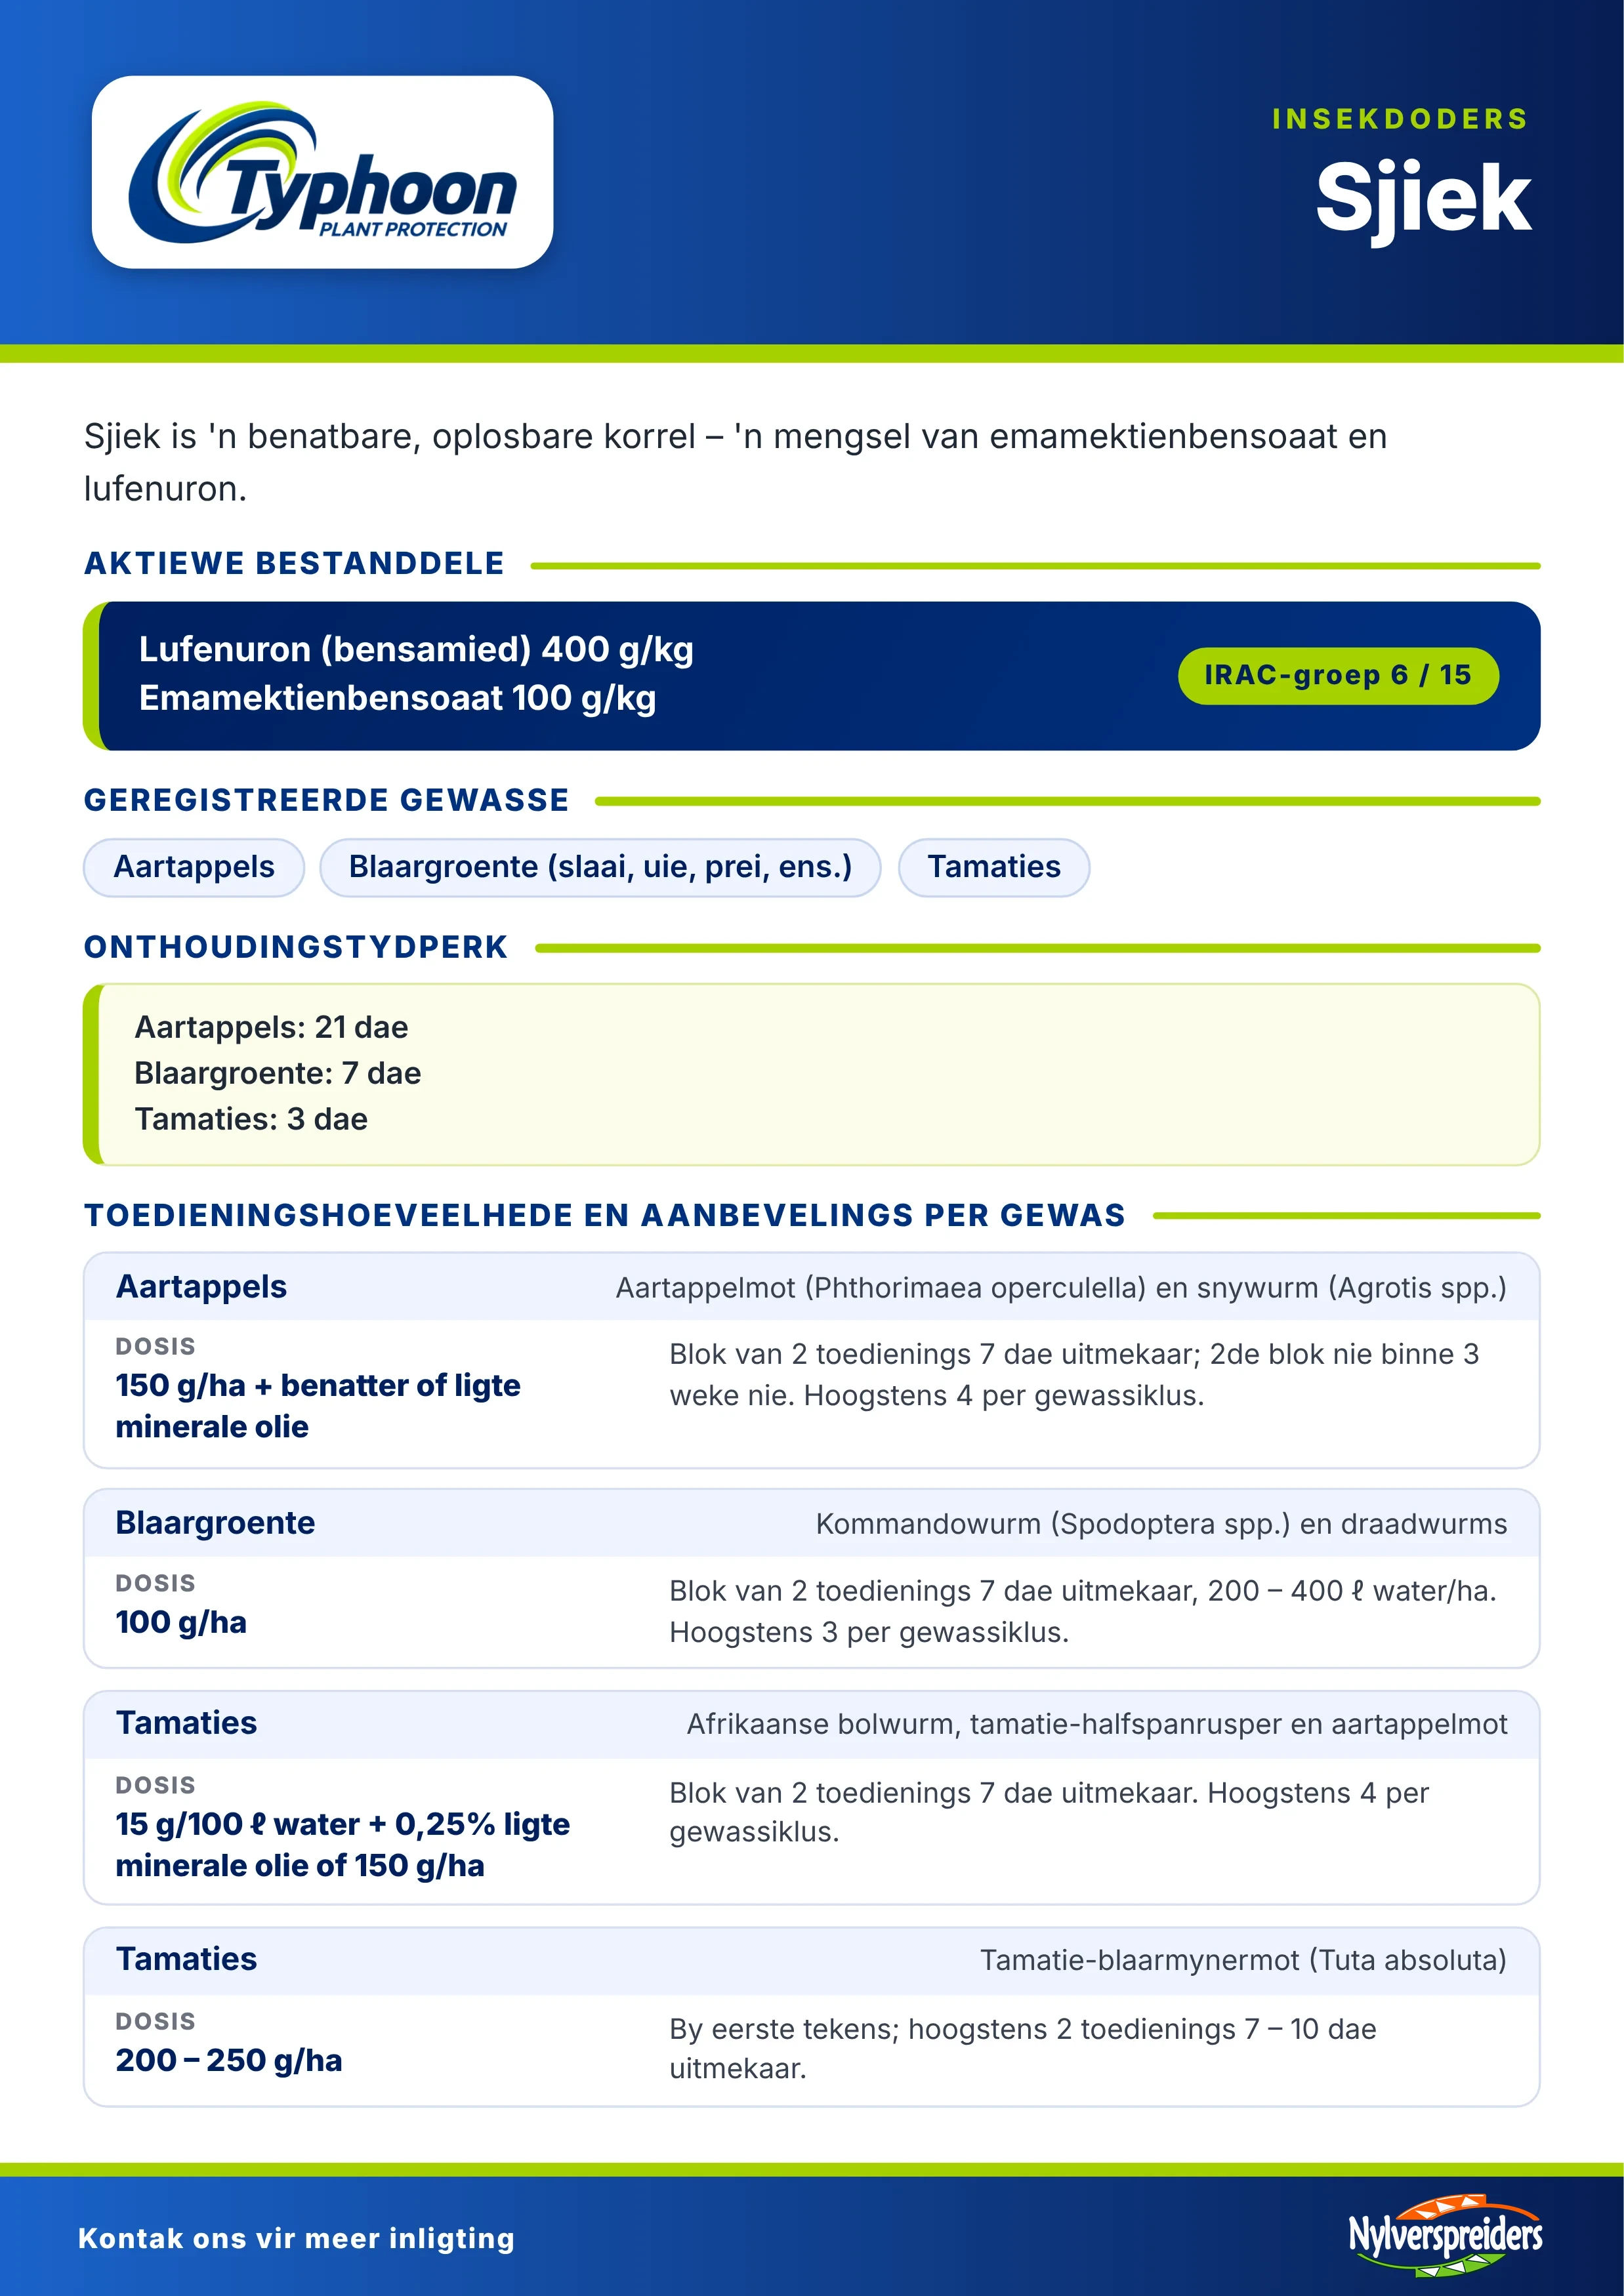 Typhoon
PLANT PROTECTION
INSEKDODERS
Sjiek
Sjiek is 'n benatbare, oplosbare korrel – 'n mengsel van emamektienbensoaat en
lufenuron.
AKTIEWE BESTANDDELE
Lufenuron (bensamied) 400 g/kg
Emamektienbensoaat 100 g/kg
IRAC-groep 6 / 15
GEREGISTREERDE GEWASSE
Aartappels
Blaargroente (slaai, uie, prei, ens.)
Tamaties
ONTHOUDINGSTYDPERK
Aartappels: 21 dae
Blaargroente: 7 dae
Tamaties: 3 dae
TOEDIENINGSHOEVEELHEDE EN AANBEVELINGS PER GEWAS
Aartappels
Aartappelmot (Phthorimaea operculella) en snywurm (Agrotis spp.)
DOSIS
150 g/ha + benatter of ligte
minerale olie
Blok van 2 toedienings 7 dae uitmekaar; 2de blok nie binne 3
weke nie. Hoogstens 4 per gewassiklus.
Blaargroente
Kommandowurm (Spodoptera spp.) en draadwurms
DOSIS
100 g/ha
Blok van 2 toedienings 7 dae uitmekaar, 200 – 400 ℓ water/ha.
Hoogstens 3 per gewassiklus.
Tamaties
Afrikaanse bolwurm, tamatie-halfspanrusper en aartappelmot
DOSIS
15 g/100 ℓ water + 0,25% ligte
minerale olie of 150 g/ha
Blok van 2 toedienings 7 dae uitmekaar. Hoogstens 4 per
gewassiklus.
Tamaties
Tamatie-blaarmynermot (Tuta absoluta)
DOSIS
200 – 250 g/ha
By eerste tekens; hoogstens 2 toedienings 7 – 10 dae
uitmekaar.
Kontak ons vir meer inligting
Nylverspreiders